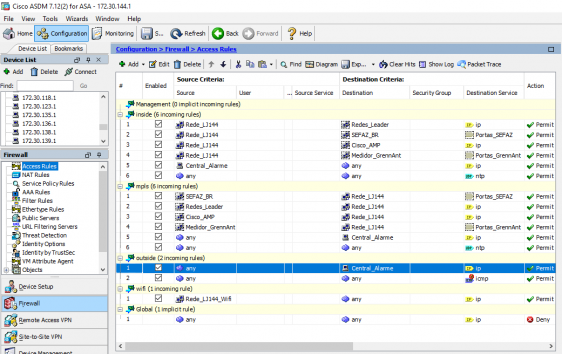 Cisco ASDM 7.12(2) for ASA - 172.30.144.1
File View Tools Wizards Window Help
Home Configuration Monitoring S... Refresh Back Forward Help
Device List Bookmarks
Device List
Add Delete Connect
Find: Go
172.30.118.1
172.30.123.1
172.30.135.1
172.30.136.1
172.30.138.1
172.30.139.1
Firewall
Access Rules
NAT Rules
Service Policy Rules
AAA Rules
Filter Rules
Ethertype Rules
Public Servers
URL Filtering Servers
Threat Detection
Identity Options
Identity by TrustSec
VM Attribute Agent
Objects
Device Setup
Firewall
Remote Access VPN
Site-to-Site VPN
Device Management
Configuration > Firewall > Access Rules
Add Edit Delete Find Diagram Exp... Clear Hits Show Log Packet Trace
Source Criteria: Destination Criteria:
# Enabled Source User ... Source Service Destination Security Group Destination Service Action
Management (0 implicit incoming rules)
inside (6 incoming rules)
1 Rede_LJ144 Redes_Leader ip Permit
2 Rede_LJ144 SEFAZ_BR Portas_SEFAZ Permit
3 Rede_LJ144 Cisco_AMP ip Permit
4 Rede_LJ144 Medidor_GrennAnt Portas_GrennAnt Permit
5 Central_Alarme any ip Permit
6 any any ntp Permit
mpls (6 incoming rules)
1 SEFAZ_BR Rede_LJ144 Portas_SEFAZ Permit
2 Redes_Leader Rede_LJ144 ip Permit
3 Cisco_AMP Rede_LJ144 ip Permit
4 Medidor_GrennAnt Rede_LJ144 Portas_GrennAnt Permit
5 any Central_Alarme ip Permit
6 any any ntp Permit
outside (2 incoming rules)
1 any Central_Alarme ip Permit
2 any any icmp Permit
wifi (1 incoming rule)
1 Rede_LJ144_Wifi any ip Permit
Global (1 implicit rule)
1 any any ip Deny